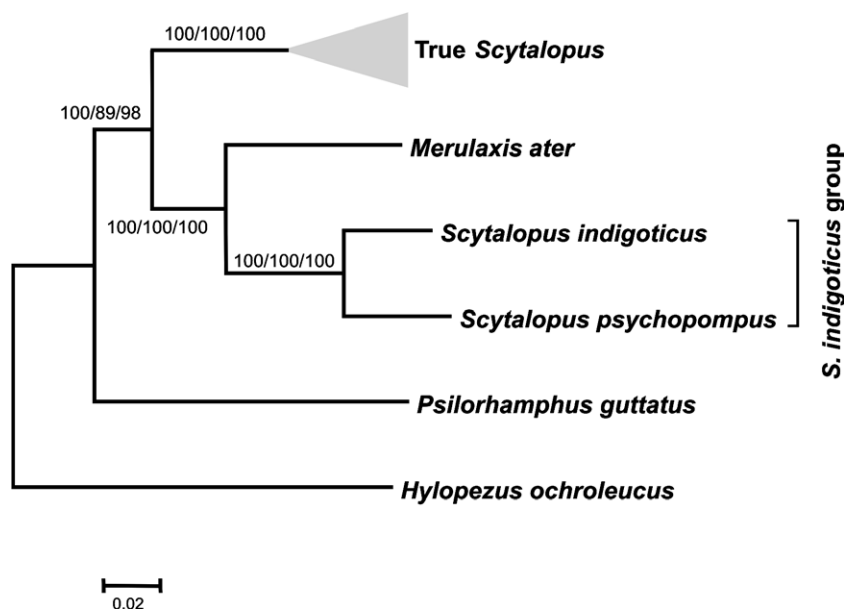 100/100/100
True Scytalopus
100/89/98
Merulaxis ater
100/100/100
Scytalopus indigoticus
100/100/100
Scytalopus psychopompus
S. indigoticus group
Psilorhamphus guttatus
Hylopezus ochroleucus
0.02